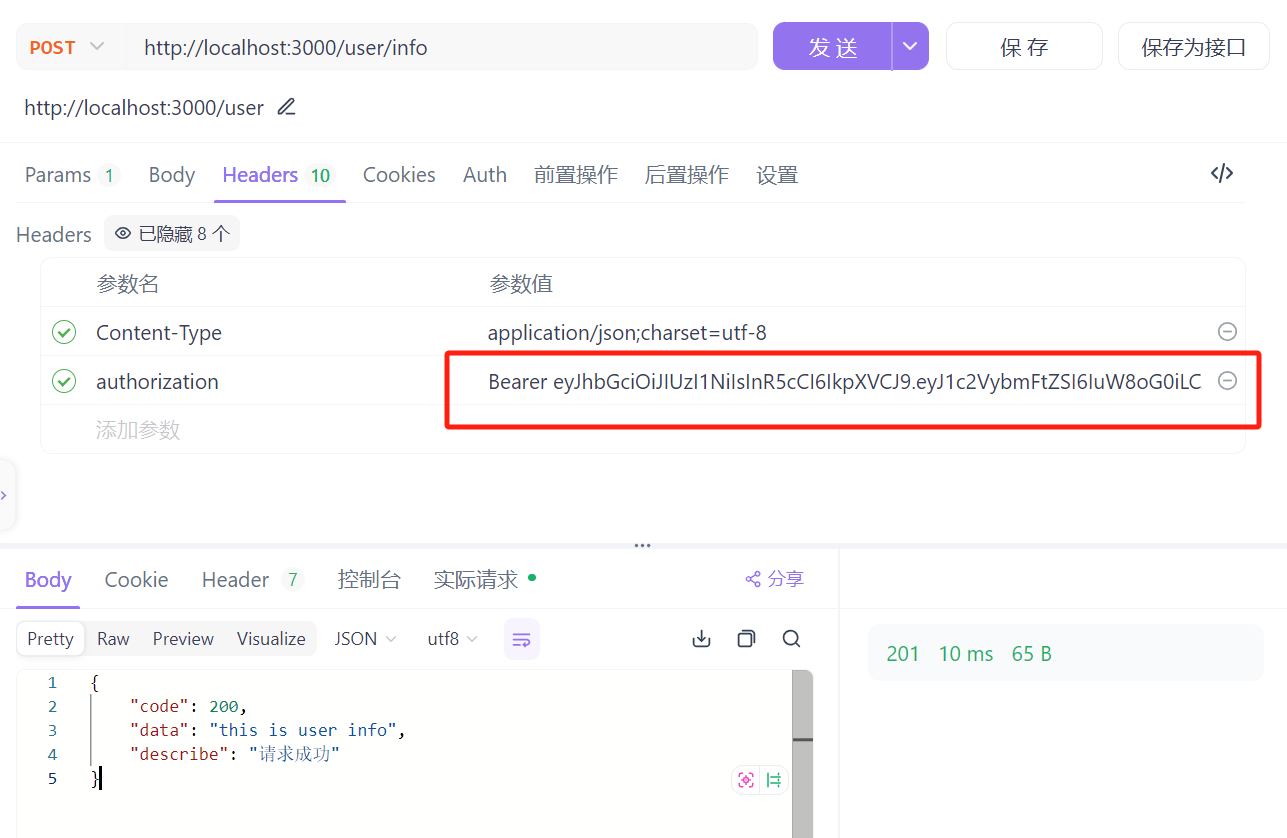 POST http://localhost:3000/user/info 发 送 保 存 保存为接口
http://localhost:3000/user
Params 1 Body Headers 10 Cookies Auth 前置操作 后置操作 设置 </>
Headers 已隐藏 8 个
参数名 参数值
Content-Type application/json;charset=utf-8
authorization Bearer eyJhbGciOiJIUzI1NiIsInR5cCI6IkpXVCJ9.eyJ1c2VybmFtZSI6IuW8oG0iLC
添加参数
Body Cookie Header 7 控制台 实际请求 分享
Pretty Raw Preview Visualize JSON utf8
201 10 ms 65 B
1 {
2 "code": 200,
3 "data": "this is user info",
4 "describe": "请求成功"
5 }